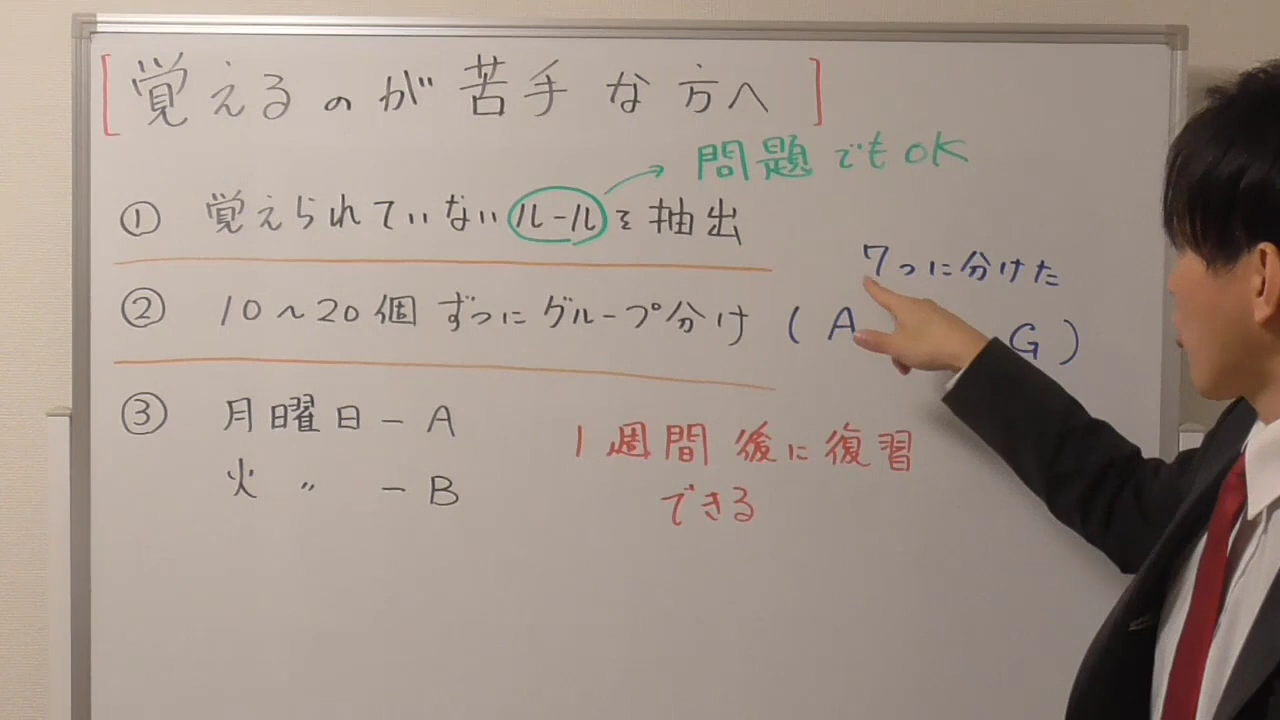 [ 覚えるのが苦手な方へ ]
問題でもOK
① 覚えられていないルールを抽出
7つに分けた
② 10~20個ずつにグループ分け (A G)
③ 月曜日-A
火 〃 -B
1週間後に復習
できる